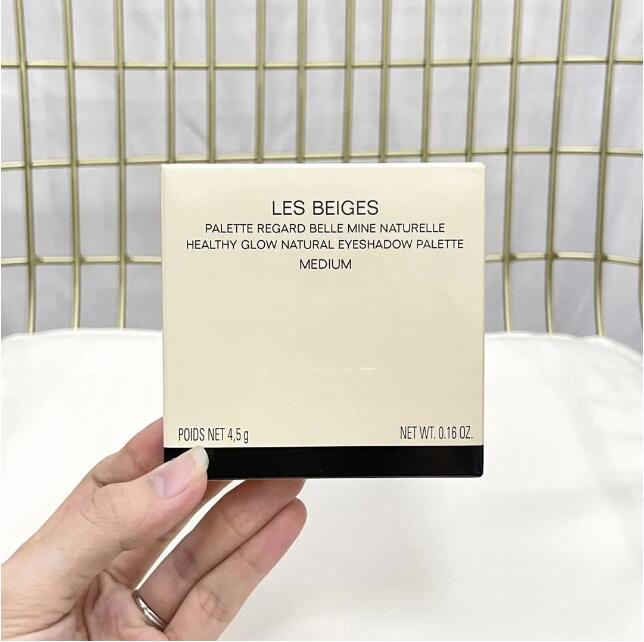 LES BEIGES
PALETTE REGARD BELLE MINE NATURELLE
HEALTHY GLOW NATURAL EYESHADOW PALETTE
MEDIUM
POIDS NET 4,5 g
NET WT. 0.16 OZ.